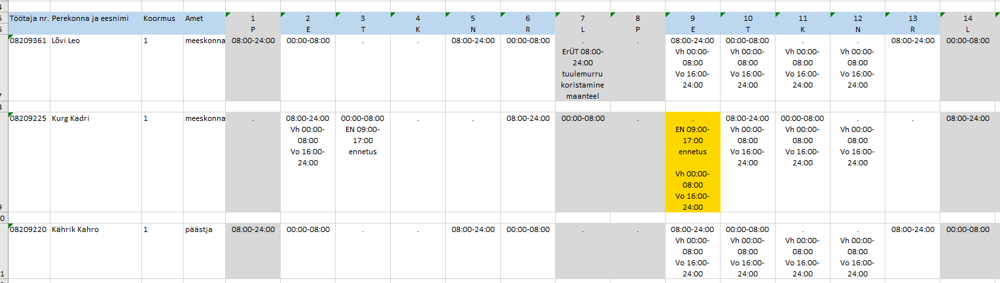 Töötaja nr. Perekonna ja eesnimi Koormus Amet 1 2 3 4 5 6 7 8 9 10 11 12 13 14
P E T K N R L P E T K N R L
08209361 Lõvi Leo 1 meeskonna 08:00-24:00 00:00-08:00 . . 08:00-24:00 00:00-08:00 . . 08:00-24:00 00:00-08:00 . . 08:00-24:00 00:00-08:00
ErÜT 08:00- Vh 00:00- Vh 00:00- Vh 00:00- Vh 00:00-
24:00 08:00 08:00 08:00 08:00
tuulemurru Vo 16:00- Vo 16:00- Vo 16:00- Vo 16:00-
koristamine 24:00 24:00 24:00 24:00
maanteel
08209225 Kurg Kadri 1 meeskonna . 08:00-24:00 00:00-08:00 . . 08:00-24:00 00:00-08:00 . . 08:00-24:00 00:00-08:00 . . 08:00-24:00
Vh 00:00- EN 09:00- EN 09:00- Vh 00:00- Vh 00:00- Vh 00:00-
08:00 17:00 17:00 08:00 08:00 08:00
Vo 16:00- ennetus ennetus Vo 16:00- Vo 16:00- Vo 16:00-
24:00 24:00 24:00 24:00
Vh 00:00-
08:00
Vo 16:00-
24:00
08209220 Kährik Kahro 1 päästja 08:00-24:00 00:00-08:00 . . 08:00-24:00 00:00-08:00 . . 08:00-24:00 00:00-08:00 . . 08:00-24:00 00:00-08:00
Vh 00:00- Vh 00:00- Vh 00:00- Vh 00:00-
08:00 08:00 08:00 08:00
Vo 16:00- Vo 16:00- Vo 16:00- Vo 16:00-
24:00 24:00 24:00 24:00